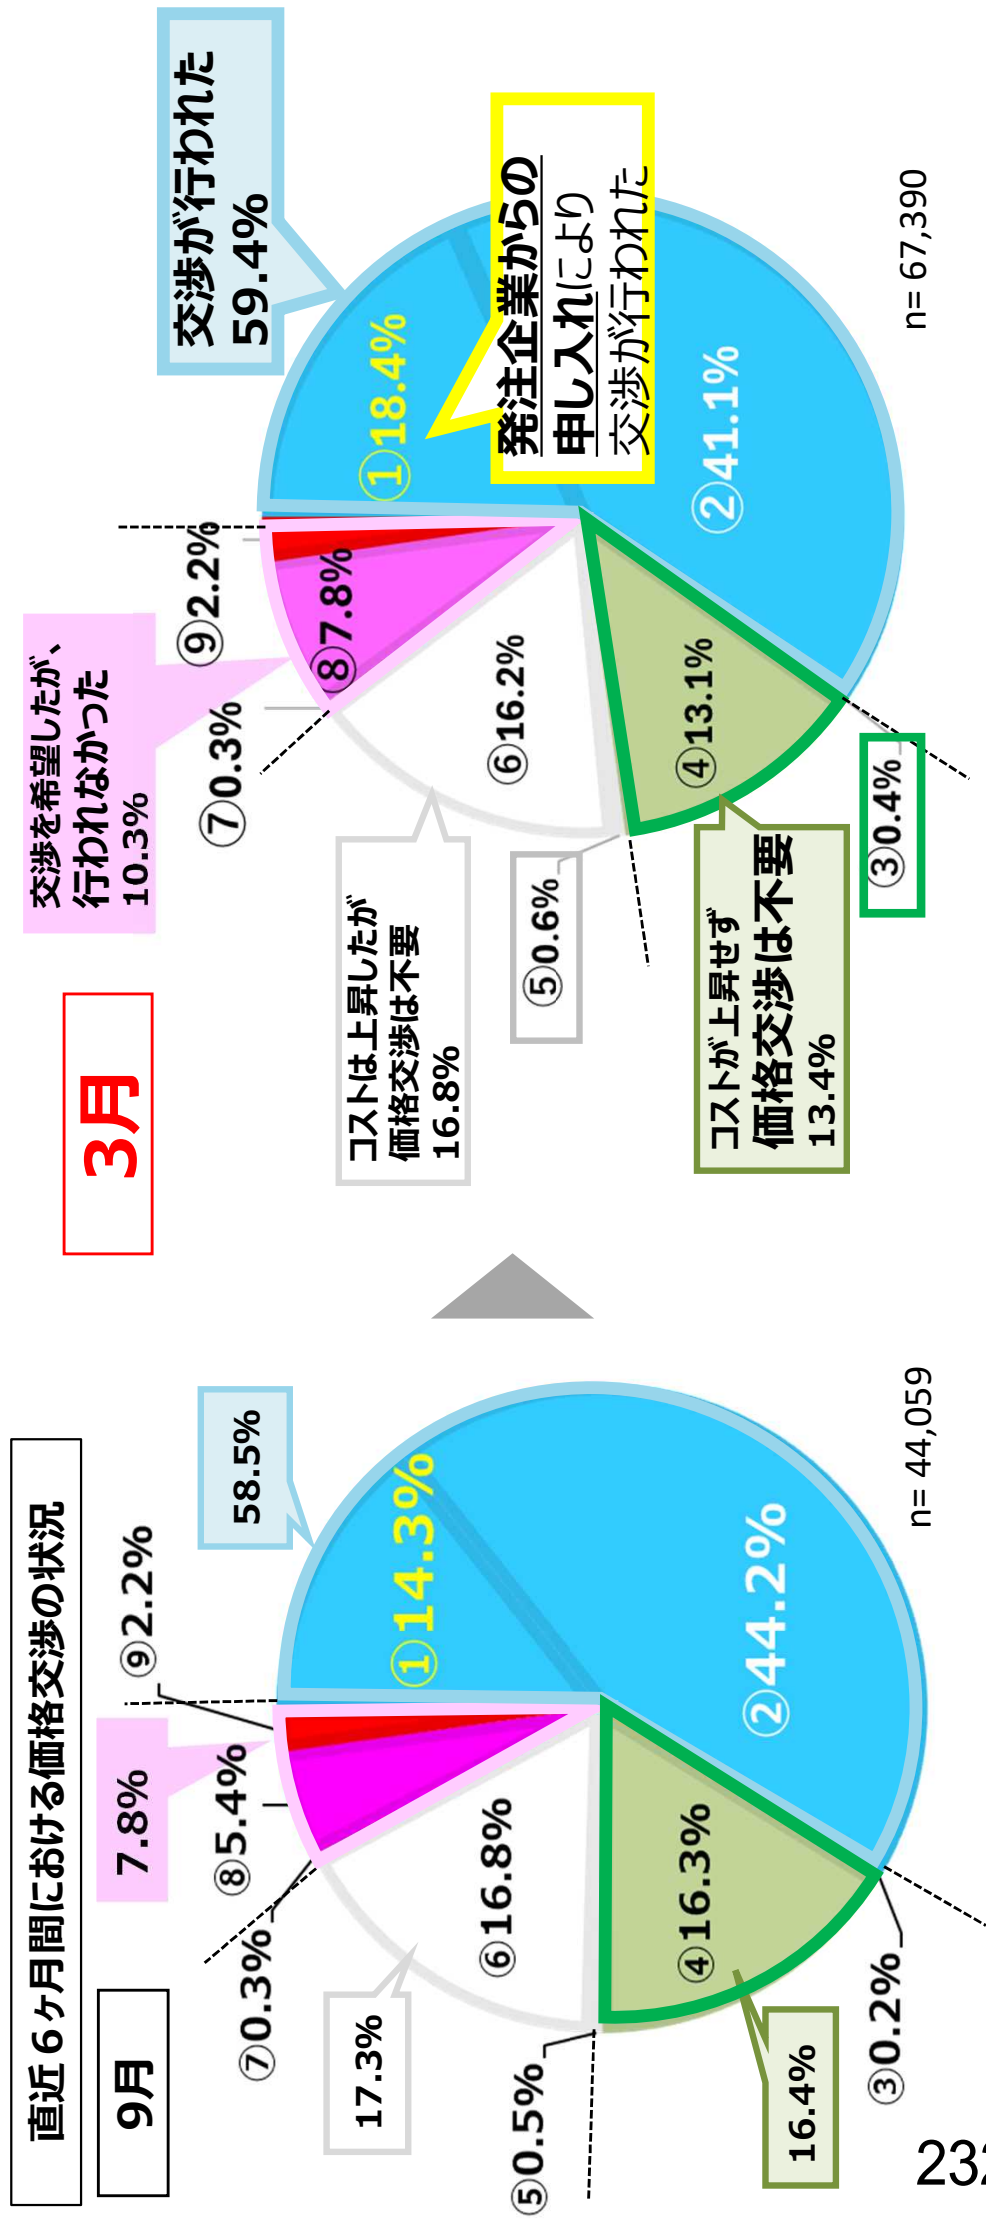 直近6ヶ月間における価格交渉の状況
9月
7.8%
⑨2.2%
58.5%
⑧5.4%
⑦0.3%
①14.3%
17.3%
⑥16.8%
⑤0.5%
④16.3%
②44.2%
16.4%
③0.2%
n= 44,059
3月
交渉を希望したが、
行われなかった
10.3%
⑨2.2%
交渉が行われた
59.4%
⑦0.3%
⑧7.8%
①18.4%
発注企業からの
申し入れにより
交渉が行われた
コストは上昇したが
価格交渉は不要
16.8%
⑥16.2%
⑤0.6%
④13.1%
②41.1%
コストが上昇せず
価格交渉は不要
13.4%
③0.4%
n= 67,390